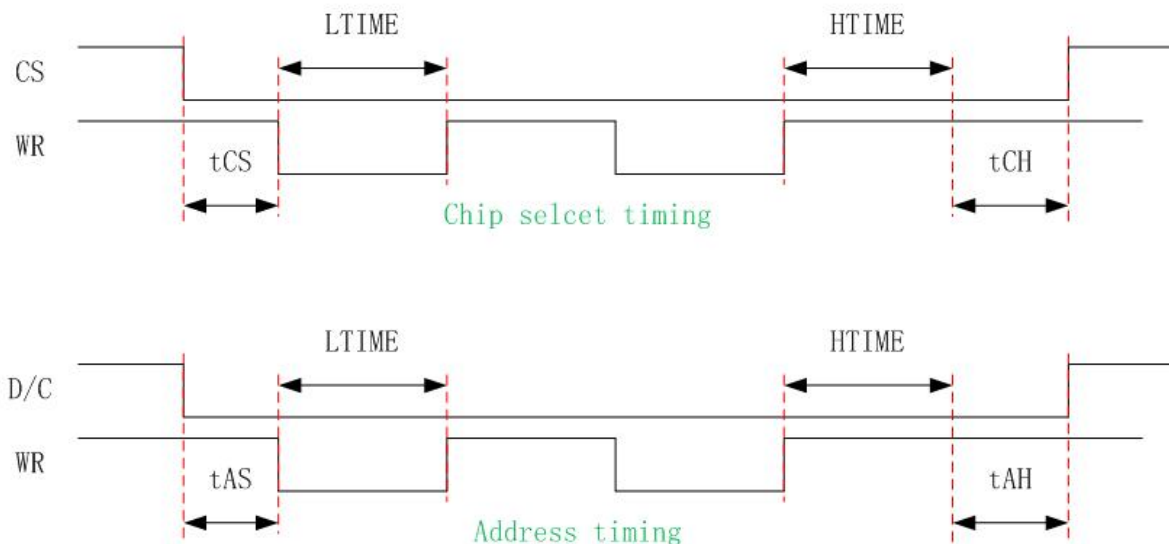 LTIME HTIME
CS
WR
tCS tCH
Chip selcet timing
LTIME HTIME
D/C
WR
tAS tAH
Address timing